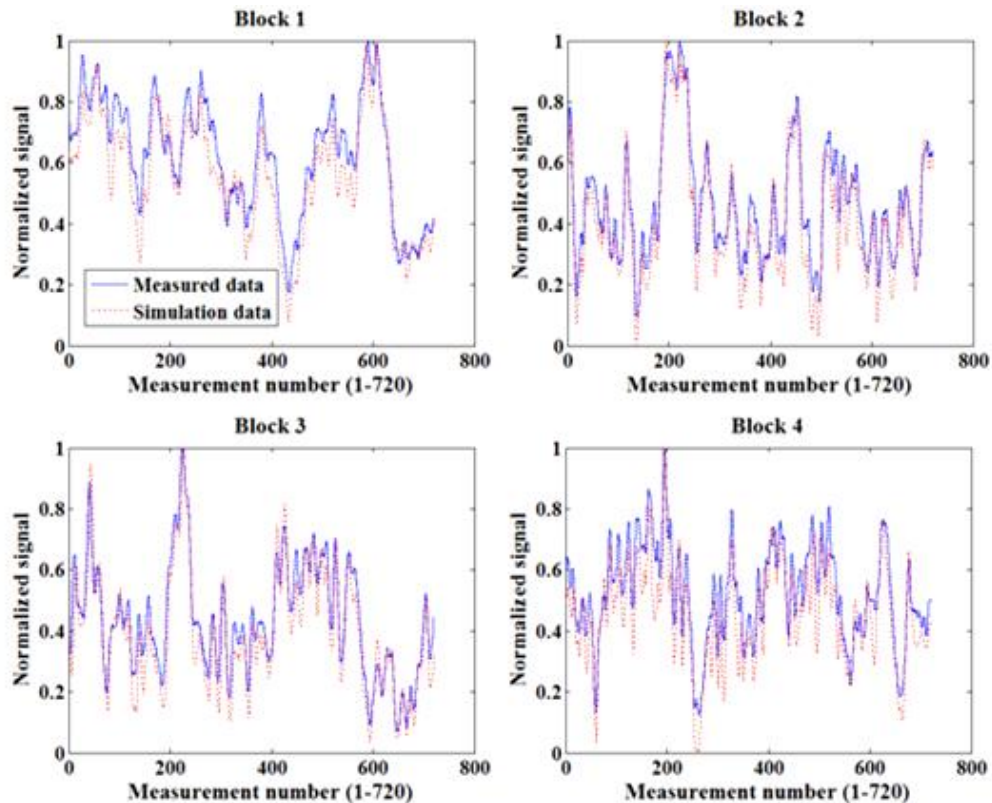 Block 1
Normalized signal
1
0.8
0.6
0.4
0.2
0
Measured data
Simulation data
0 200 400 600 800
Measurement number (1-720)
Block 2
Normalized signal
1
0.8
0.6
0.4
0.2
0
0 200 400 600 800
Measurement number (1-720)
Block 3
Normalized signal
1
0.8
0.6
0.4
0.2
0
0 200 400 600 800
Measurement number (1-720)
Block 4
Normalized signal
1
0.8
0.6
0.4
0.2
0
0 200 400 600 800
Measurement number (1-720)